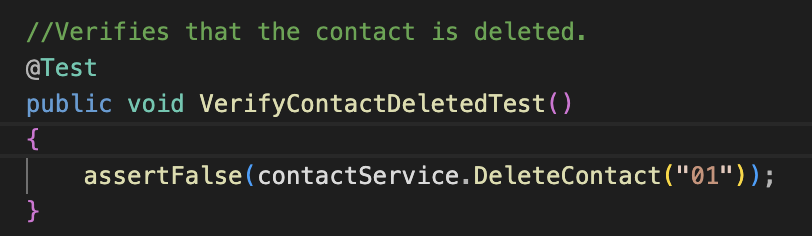 //Verifies that the contact is deleted.
@Test
public void VerifyContactDeletedTest()
{
    assertFalse(contactService.DeleteContact("01"));
}